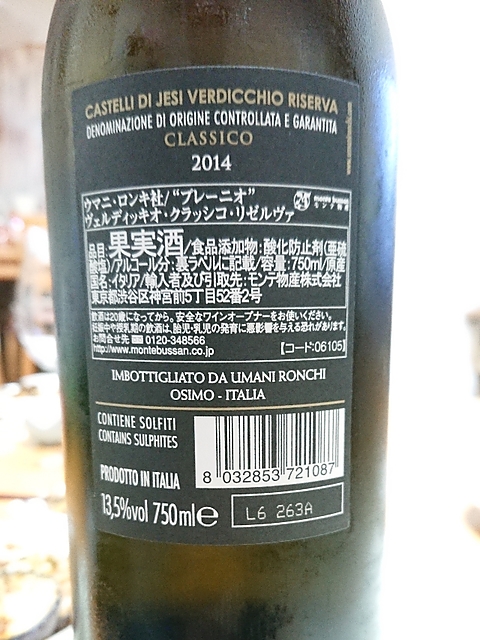 CASTELLI DI JESI VERDICCHIO RISERVA
DENOMINAZIONE DI ORIGINE CONTROLLATA E GARANTITA
CLASSICO
2014
ウマニ・ロンキ社/“プレーニオ”
ヴェルディッキオ・クラッシコ・リゼルヴァ
monte bussan
モンテ物産
品目:果実酒/食品添加物:酸化防止剤(亜硫
酸塩)/アルコール分:裏ラベルに記載/容量:750ml/原産
国名:イタリア/輸入者及び引取先:モンテ物産株式会社
東京都渋谷区神宮前5丁目52番2号
飲酒は20歳になってから。安全なワインオープナーをお使いください。
妊娠中や授乳期の飲酒は、胎児・乳児の発育に悪影響を与える恐れがあります。
お問合せ先 0120-348566
http://www.montebussan.co.jp 【コード:06105】
IMBOTTIGLIATO DA UMANI RONCHI
OSIMO - ITALIA
CONTIENE SOLFITI
CONTAINS SULPHITES
PRODOTTO IN ITALIA
8 032853 721087
13,5%vol 750ml e
L6 263A